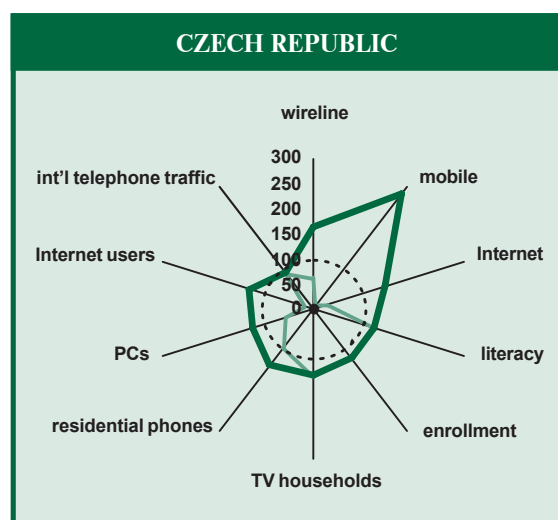 CZECH REPUBLIC
wireline
300
int'l telephone traffic
250
mobile
200
150
Internet users
100
Internet
50
0
PCs
literacy
residential phones
enrollment
TV households